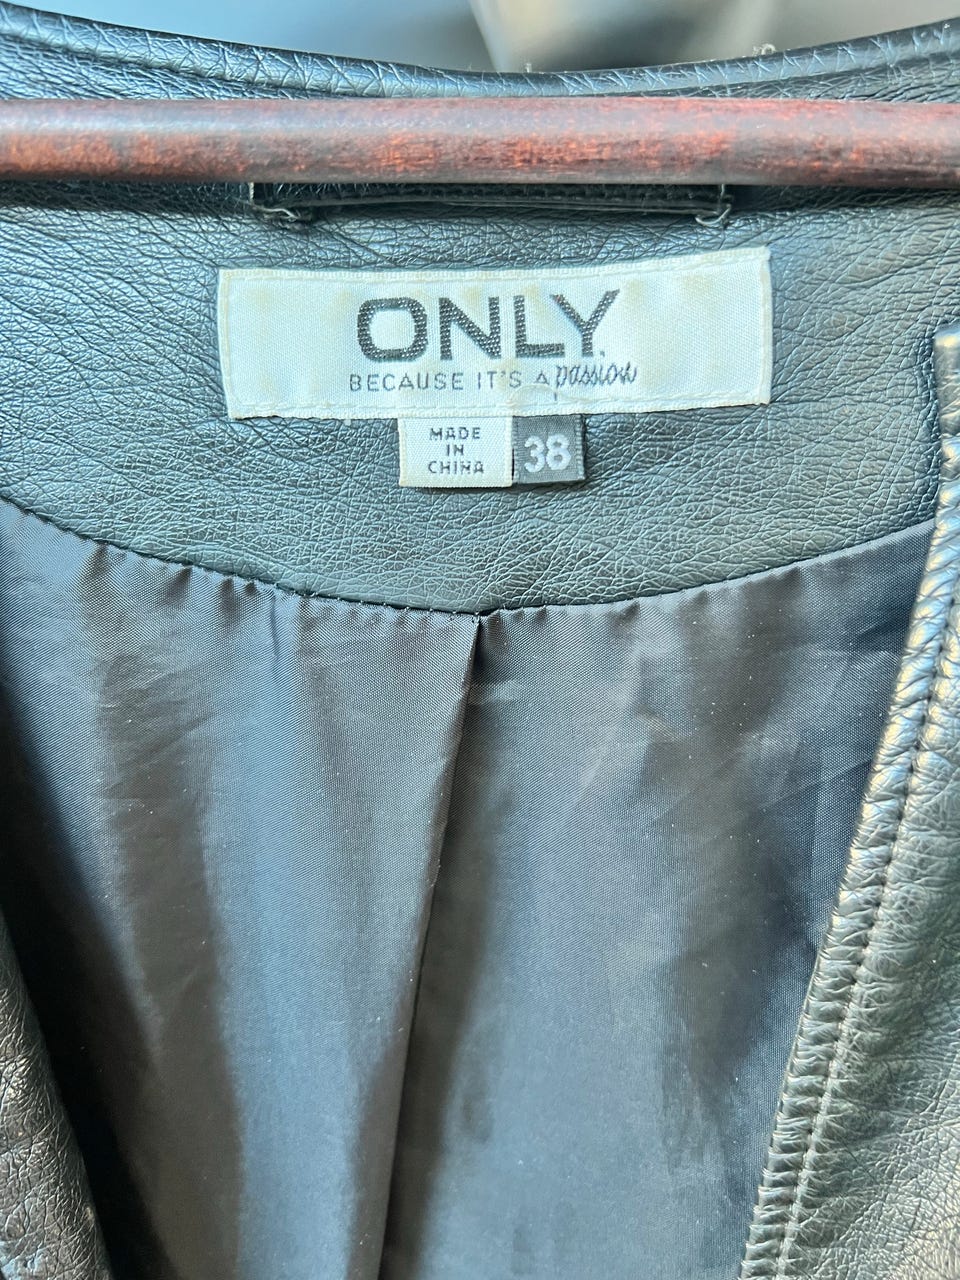 ONLY
BECAUSE IT'S A passion
MADE
IN
CHINA
38